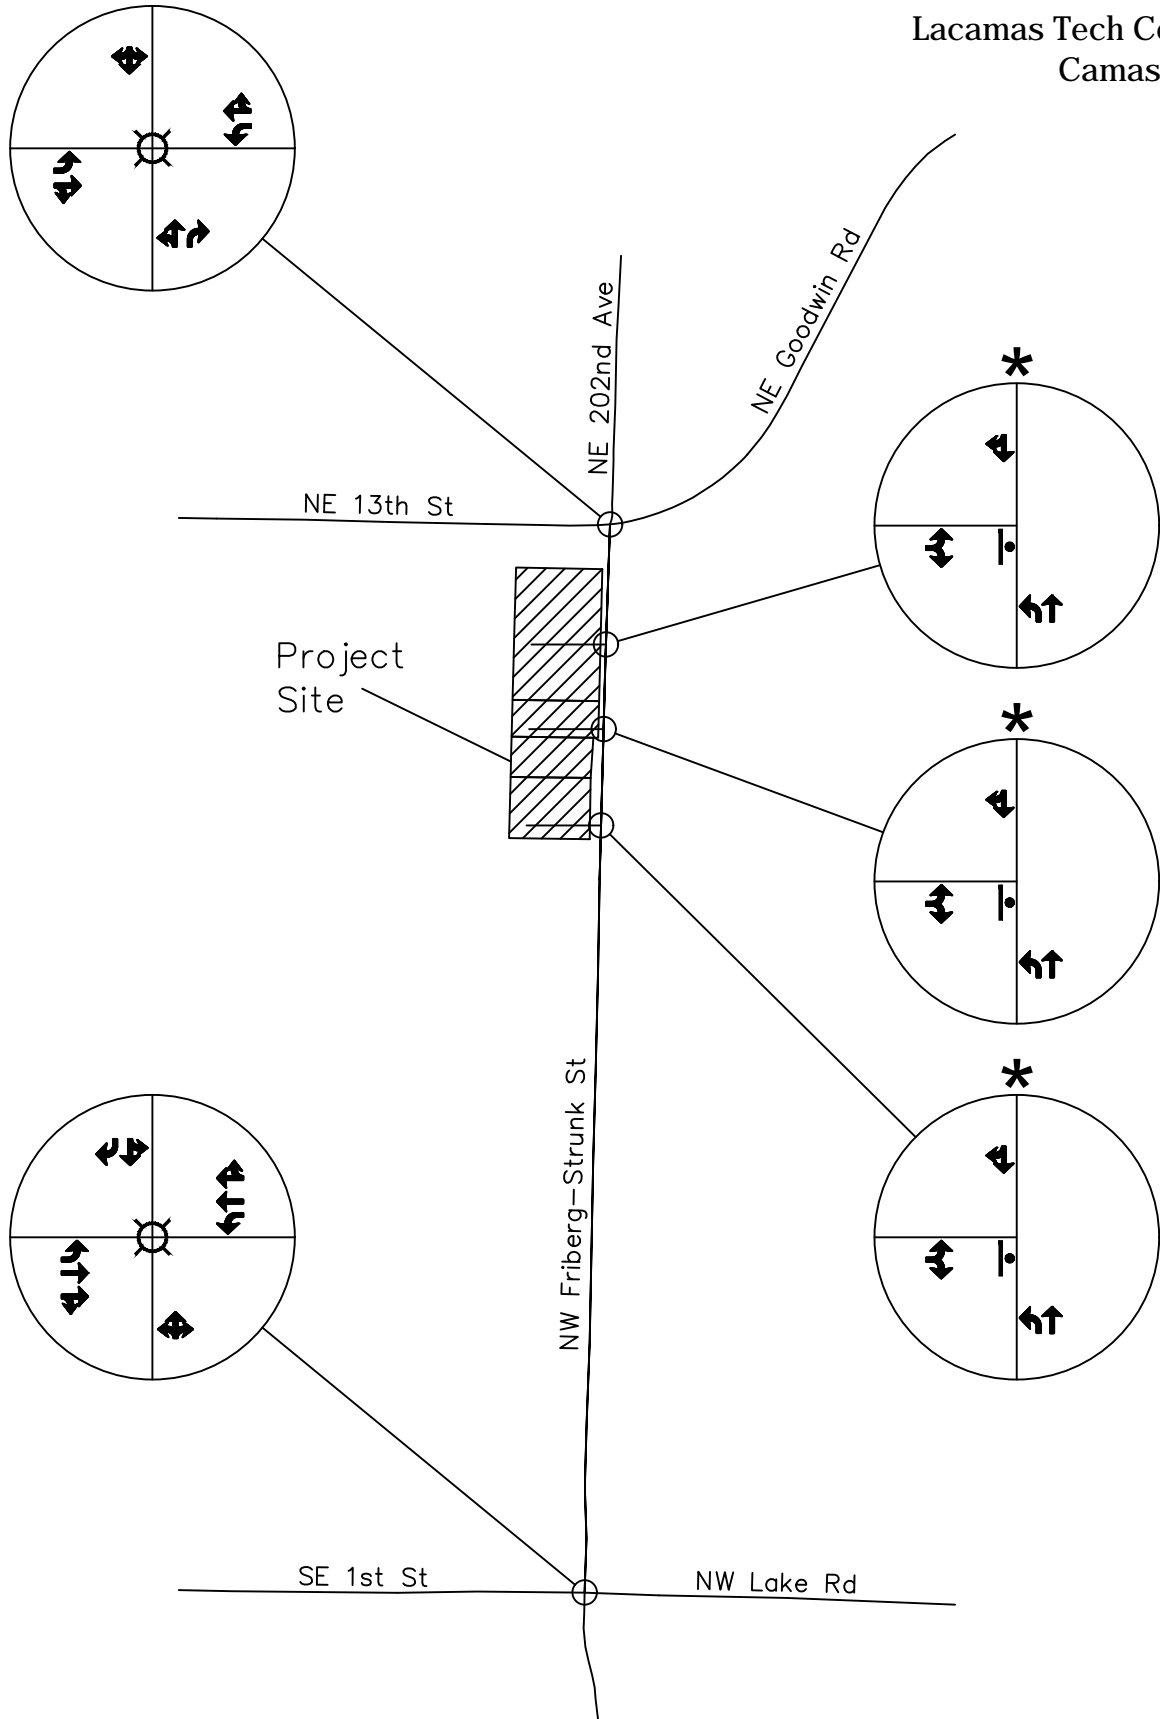 Lacamas Tech
Camas
NE 202nd Ave
NE Goodwin Rd
NE 13th St
*
Project
Site
*
*
NW Friberg-Strunk St
SE 1st St
NW Lake Rd